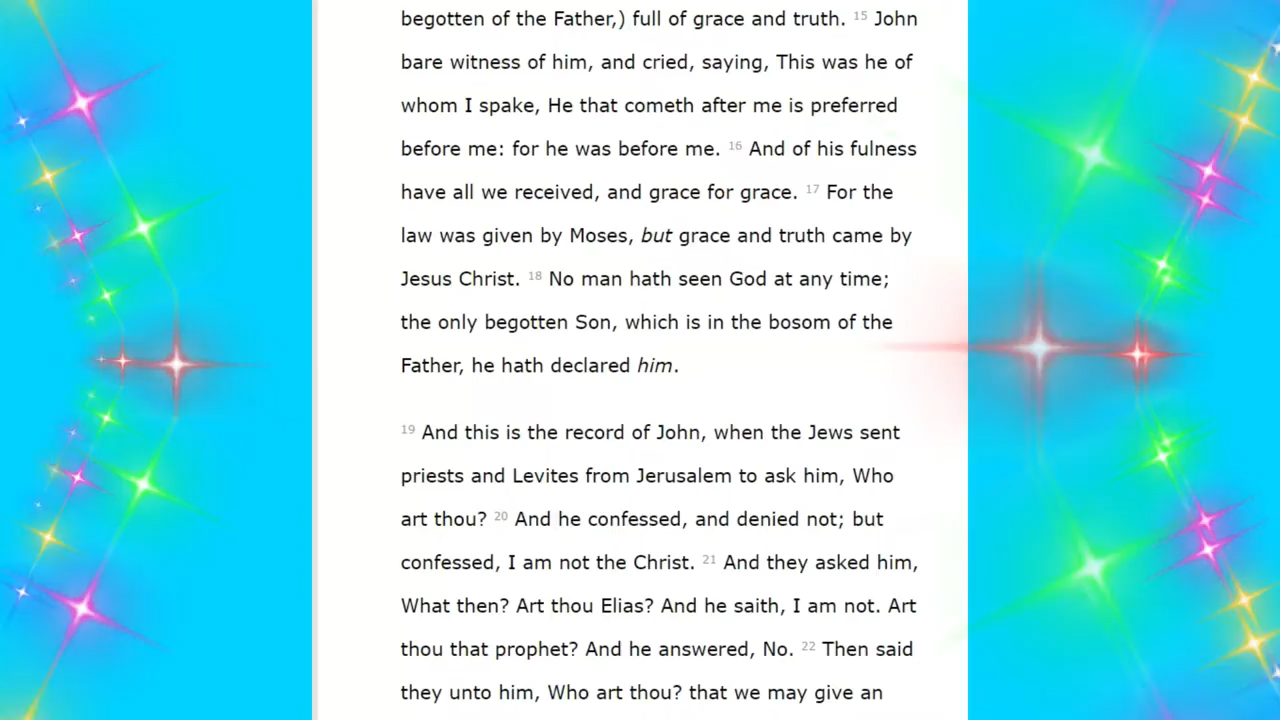 begotten of the Father,) full of grace and truth. 15 John
bare witness of him, and cried, saying, This was he of
whom I spake, He that cometh after me is preferred
before me: for he was before me. 16 And of his fulness
have all we received, and grace for grace. 17 For the
law was given by Moses, but grace and truth came by
Jesus Christ. 18 No man hath seen God at any time;
the only begotten Son, which is in the bosom of the
Father, he hath declared him.
19 And this is the record of John, when the Jews sent
priests and Levites from Jerusalem to ask him, Who
art thou? 20 And he confessed, and denied not; but
confessed, I am not the Christ. 21 And they asked him,
What then? Art thou Elias? And he saith, I am not. Art
thou that prophet? And he answered, No. 22 Then said
they unto him, Who art thou? that we may give an